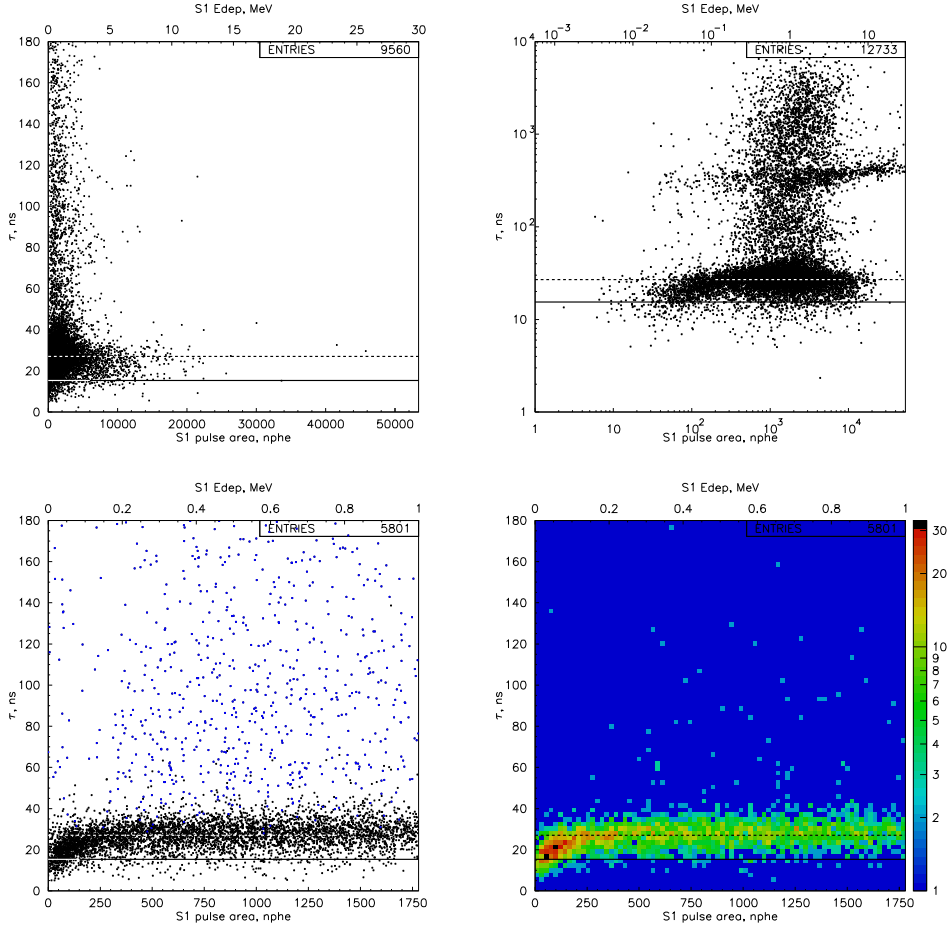 S1 Edep, MeV
0 5 10 15 20 25 30
ENTRIES 9560
180
160
140
120
100
80
60
40
20
0
τ, ns
0 10000 20000 30000 40000 50000
S1 pulse area, nphe
S1 Edep, MeV
10^-3 10^-2 10^-1 1 10
ENTRIES 12733
10^4
10^3
10^2
10
1
τ, ns
1 10 10^2 10^3 10^4
S1 pulse area, nphe
S1 Edep, MeV
0 0.2 0.4 0.6 0.8 1
ENTRIES 5801
180
160
140
120
100
80
60
40
20
0
τ, ns
0 250 500 750 1000 1250 1500 1750
S1 pulse area, nphe
S1 Edep, MeV
0 0.2 0.4 0.6 0.8 1
ENTRIES 5801
180
160
140
120
100
80
60
40
20
0
τ, ns
0 250 500 750 1000 1250 1500 1750
S1 pulse area, nphe
30
20
10
9
8
7
6
5
4
3
2
1